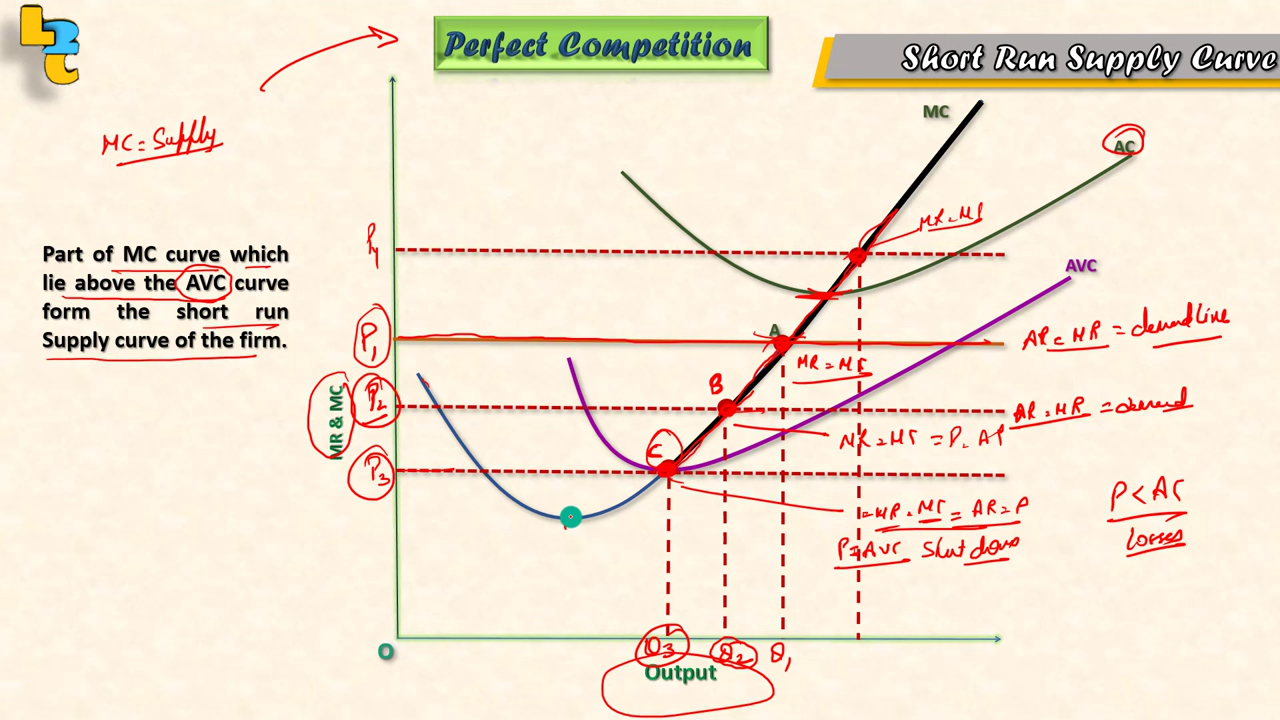 LBC
Perfect Competition
Short Run Supply Curve
MC
AC
MC = Supply
MR = MC
Part of MC curve which
lie above the AVC curve
form the short run
Supply curve of the firm.
P4
AVC
A
P1
AR = MR = demand line
MR = MC
B
P2
MR & MC
AR = MR = demand
MR = MC = P = AR
C
P3
P < AC
= MR = MC = AR = P
losses
P = AVC Shut down
O
Q3
Q2
Q1
Output